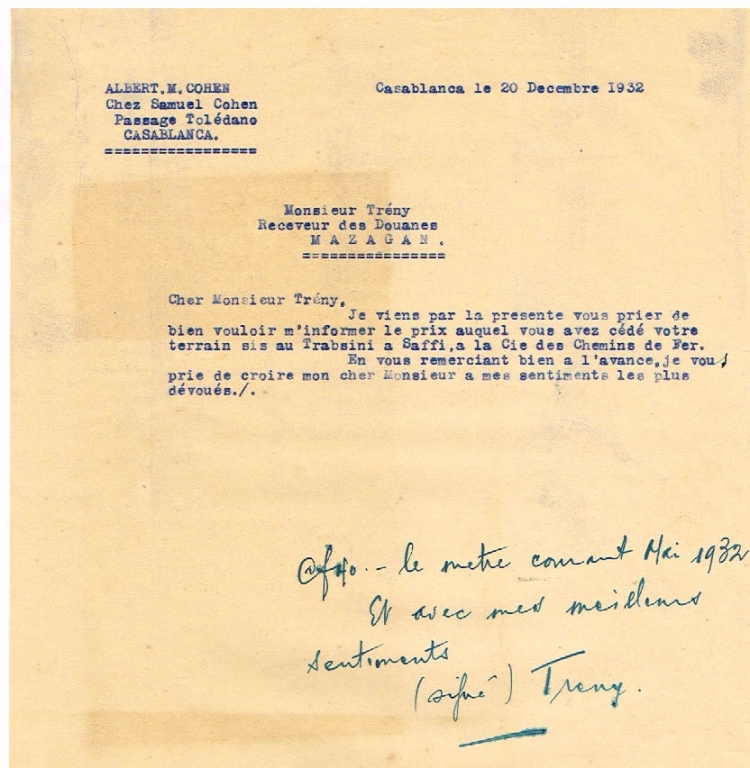 ALBERT.M.COHEN
Chez Samuel Cohen
Passage Tolédano
CASABLANCA.
==================
Casablanca le 20 Decembre 1932
Monsieur Trény
Receveur des Douanes
M A Z A G A N .
=================
Cher Monsieur Trény,
Je viens par la presente vous prier de
bien vouloir m'informer le prix auquel vous avez cédé votre
terrain sis au Trabsini a Saffi,a la Cie des Chemins de Fer.
En vous remerciant bien a l'avance,je vous
prie de croire mon cher Monsieur a mes sentiments les plus
dévoués./.
le metre courant Mai 1932
Et avec mes meilleurs
sentiments
(signé) Treny.